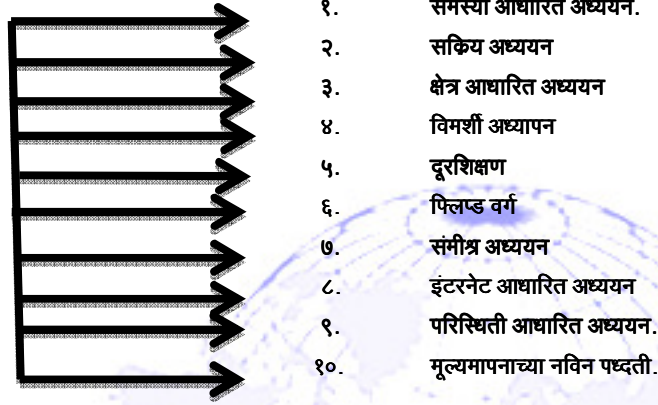 १. समस्या आधारित अध्ययन.
२. सक्रिय अध्ययन
३. क्षेत्र आधारित अध्ययन
४. विमर्शी अध्यापन
५. दूरशिक्षण
६. फ्लिप्ड वर्ग
७. संमीश्र अध्ययन
८. इंटरनेट आधारित अध्ययन
९. परिस्थिती आधारित अध्ययन.
१०. मूल्यमापनाच्या नविन पध्दती.